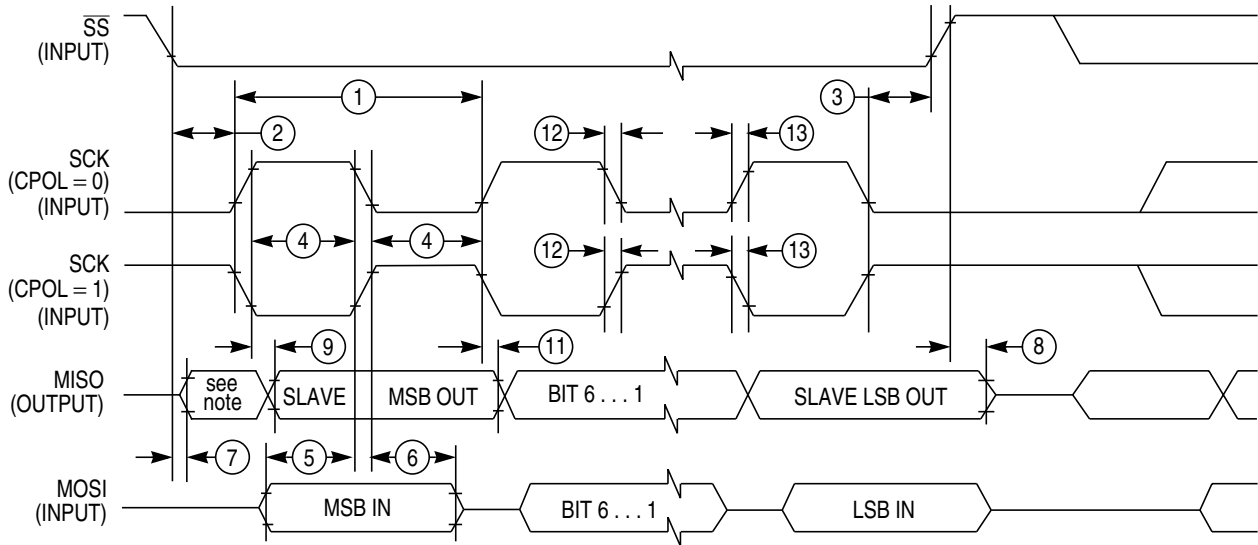 SS
(INPUT)
1
3
2
12
13
SCK
(CPOL = 0)
(INPUT)
4
4
12
13
SCK
(CPOL = 1)
(INPUT)
9
11
8
MISO
(OUTPUT)
see
note
SLAVE
MSB OUT
BIT 6 . . . 1
SLAVE LSB OUT
7
5
6
MOSI
(INPUT)
MSB IN
BIT 6 . . . 1
LSB IN